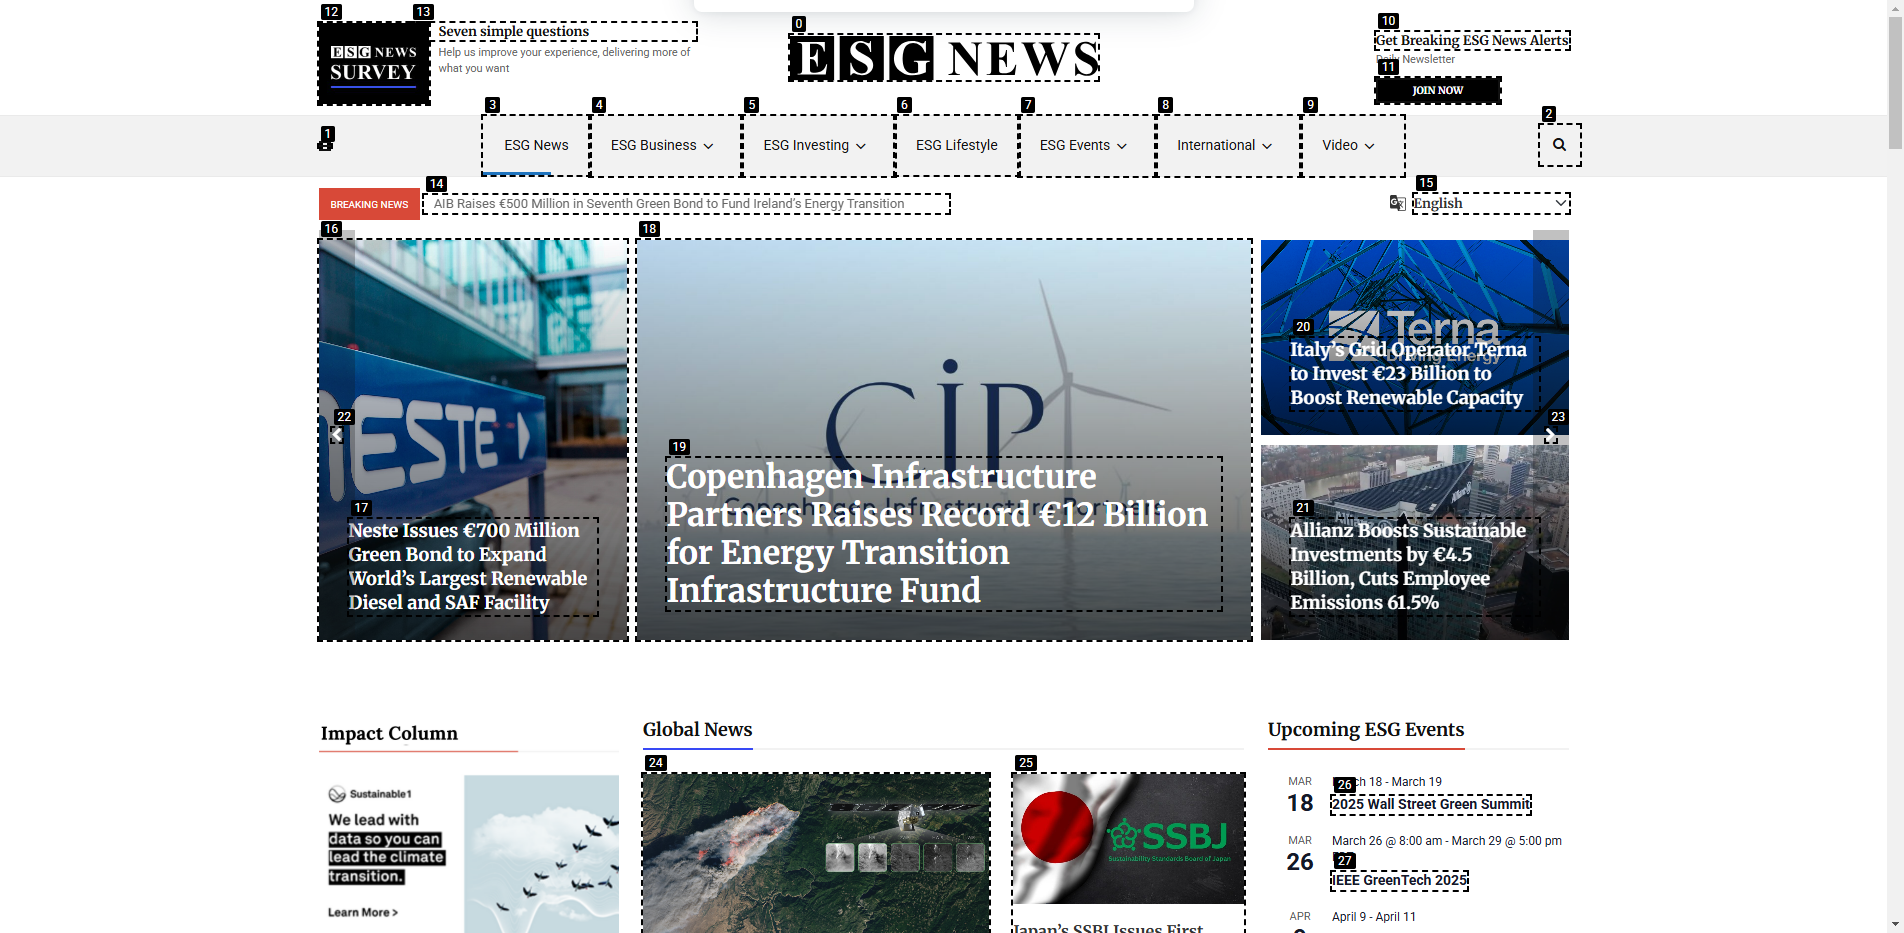 12
13
ESG NEWS
SURVEY
Seven simple questions
Help us improve your experience, delivering more of
what you want
0
ESG NEWS
10
Get Breaking ESG News Alerts
Daily Newsletter
11
JOIN NOW
1
3
ESG News
4
ESG Business
5
ESG Investing
6
ESG Lifestyle
7
ESG Events
8
International
9
Video
2
BREAKING NEWS
14
AIB Raises €500 Million in Seventh Green Bond to Fund Ireland's Energy Transition
15
English
16
22
NESTE
17
Neste Issues €700 Million
Green Bond to Expand
World's Largest Renewable
Diesel and SAF Facility
18
CIP
Copenhagen Infrastructure Partners
19
Copenhagen Infrastructure
Partners Raises Record €12 Billion
for Energy Transition
Infrastructure Fund
Terna
Driving Energy
20
Italy's Grid Operator Terna
to Invest €23 Billion to
Boost Renewable Capacity
23
21
Allianz Boosts Sustainable
Investments by €4.5
Billion, Cuts Employee
Emissions 61.5%
Impact Column
Sustainable1
We lead with
data so you can
lead the climate
transition.
Learn More >
Global News
24
25
SSBJ
Sustainability Standards Board of Japan
Japan's SSBJ Issues First
Upcoming ESG Events
MAR
18
March 18 - March 19
26
2025 Wall Street Green Summit
MAR
26
March 26 @ 8:00 am - March 29 @ 5:00 pm
27
IEEE GreenTech 2025
APR
April 9 - April 11